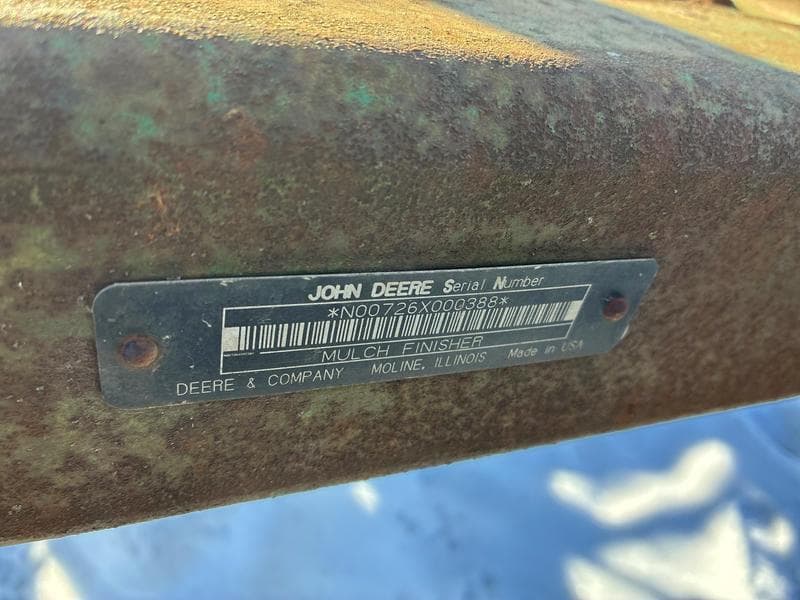 JOHN DEERE Serial Number
*N00726X000388*
MULCH FINISHER
DEERE & COMPANY MOLINE, ILLINOIS Made in USA